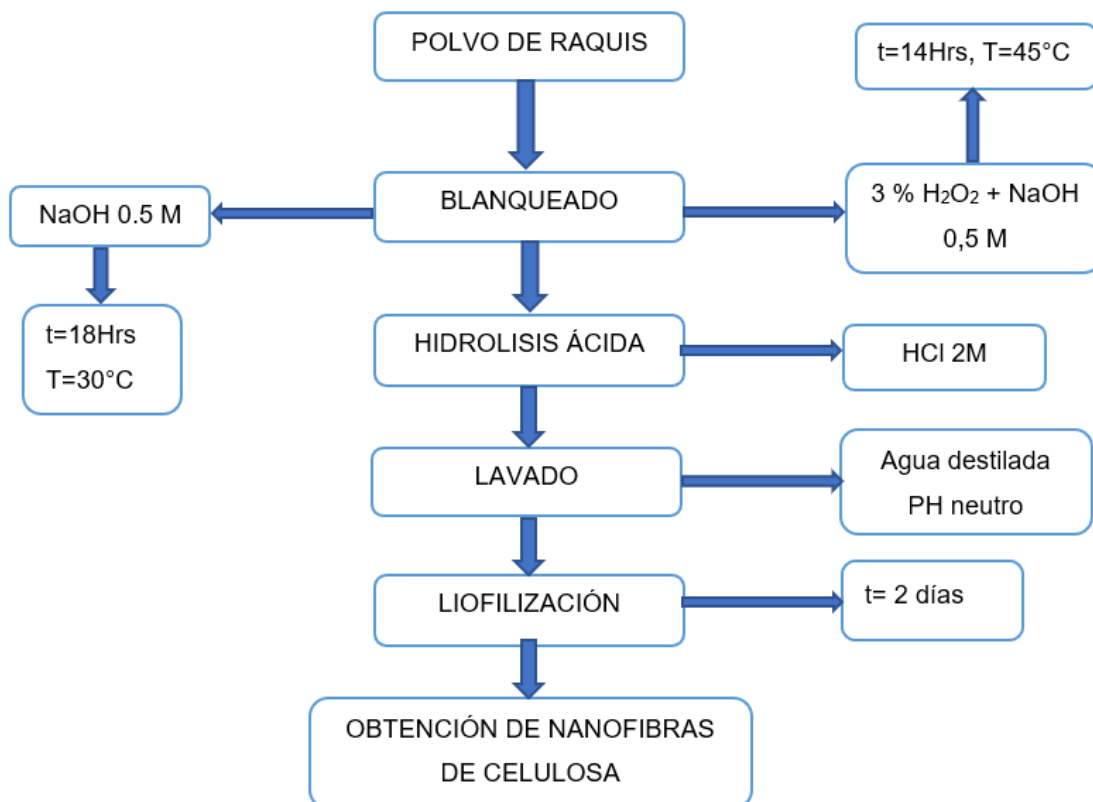 POLVO DE RAQUIS
t=14Hrs, T=45°C
BLANQUEADO
NaOH 0.5 M
3 % H₂O₂ + NaOH
0,5 M
t=18Hrs
T=30°C
HIDROLISIS ÁCIDA
HCl 2M
LAVADO
Agua destilada
PH neutro
LIOFILIZACIÓN
t= 2 días
OBTENCIÓN DE NANOFIBRAS
DE CELULOSA